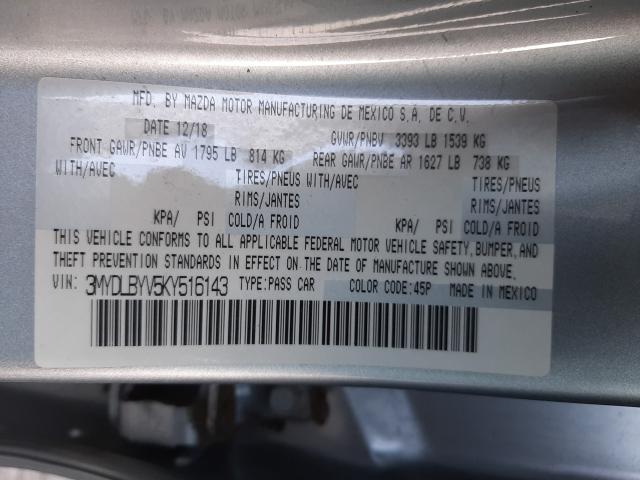 MFD. BY MAZDA MOTOR MANUFACTURING DE MEXICO S.A. DE C.V.
DATE 12/18 GVWR/PNBV 3393 LB 1539 KG
FRONT GAWR/PNBE AV 1795 LB 814 KG REAR GAWR/PNBE AR 1627 LB 738 KG
WITH/AVEC TIRES/PNEUS WITH/AVEC TIRES/PNEUS
RIMS/JANTES RIMS/JANTES
KPA/ PSI COLD/A FROID KPA/ PSI COLD/A FROID
THIS VEHICLE CONFORMS TO ALL APPLICABLE FEDERAL MOTOR VEHICLE SAFETY, BUMPER, AND
THEFT PREVENTION STANDARDS IN EFFECT ON THE DATE OF MANUFACTURE SHOWN ABOVE.
VIN: 3MYDLBYV5KY516143 TYPE:PASS CAR COLOR CODE:45P MADE IN MEXICO